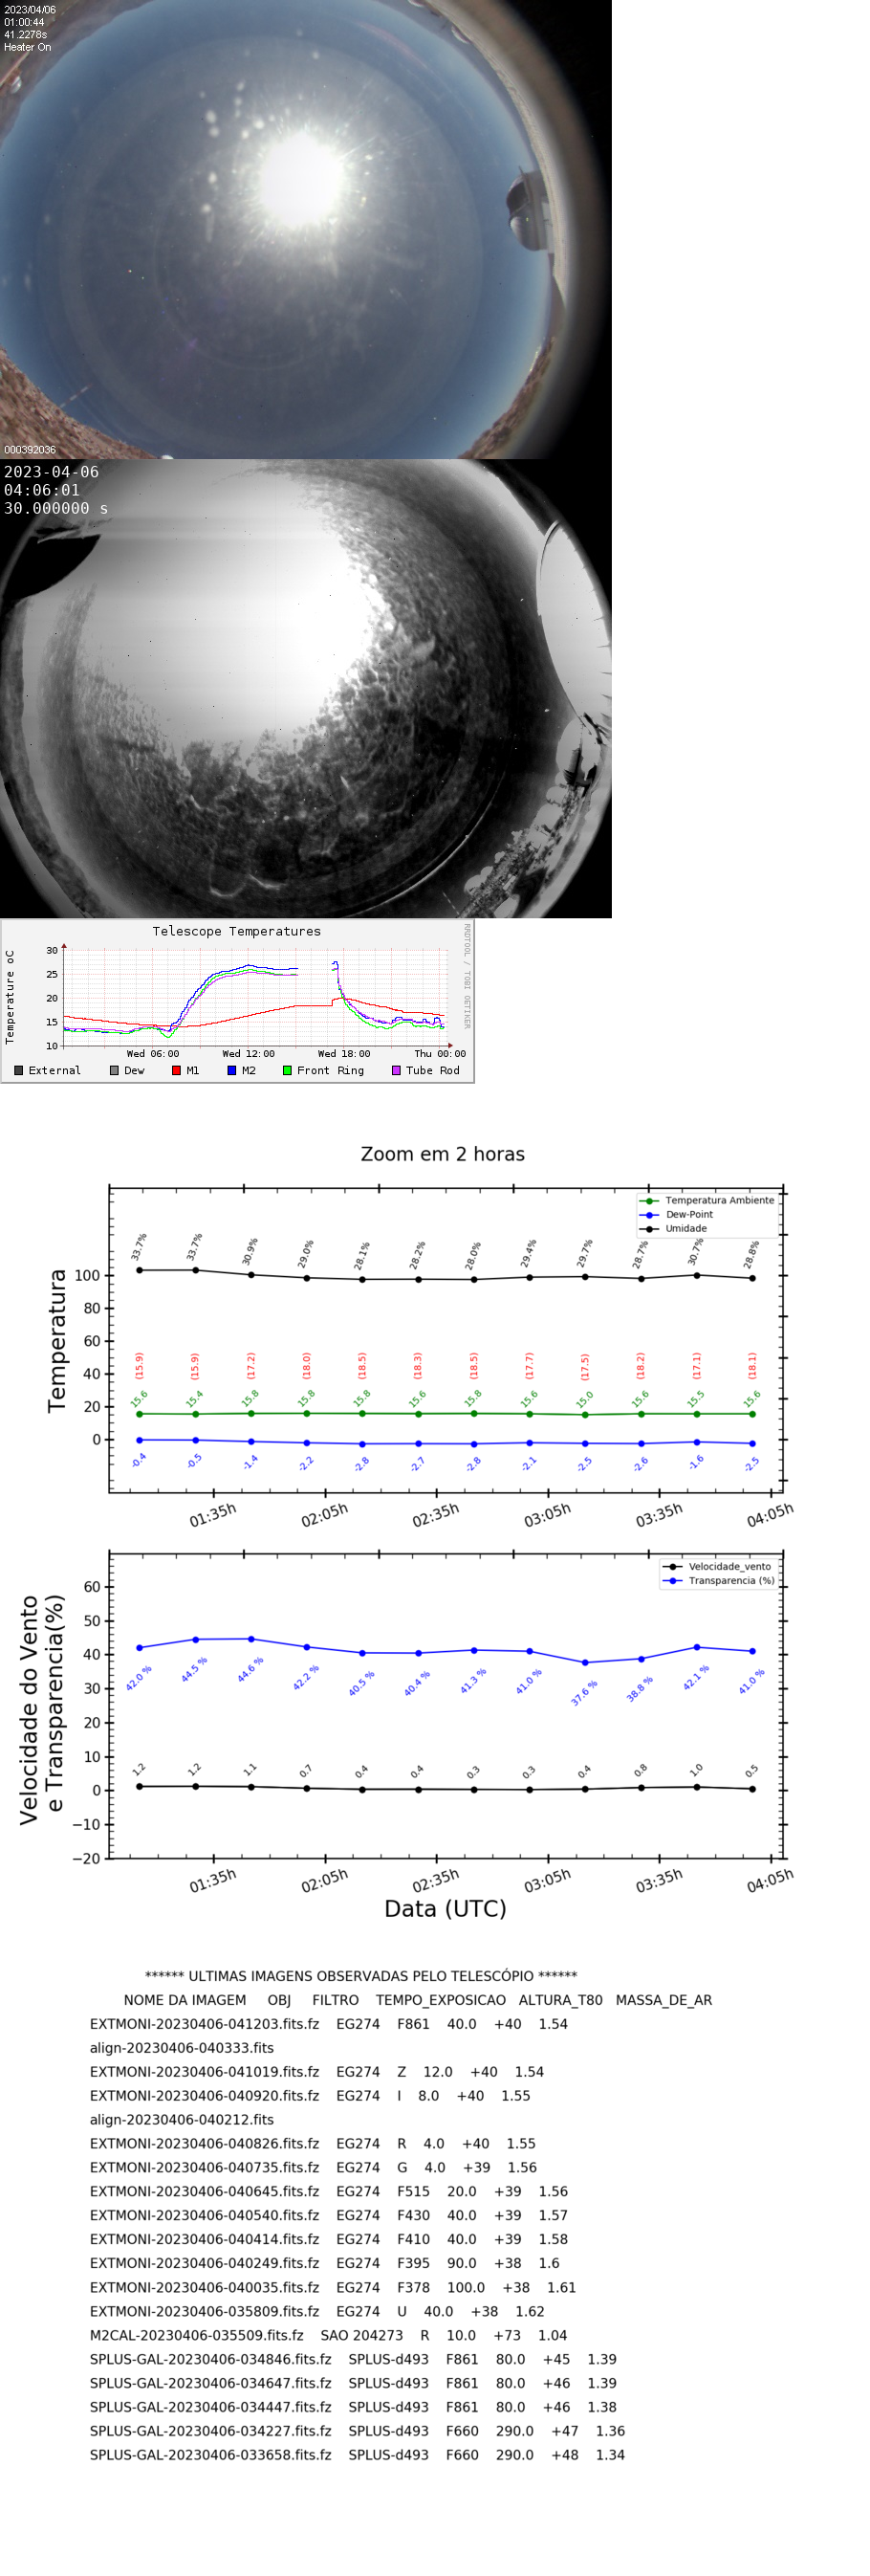 2023/04/06
01:00:44
41.2278s
Heater On
000392036
2023-04-06
04:06:01
30.000000 s
Telescope Temperatures
RRDTOOL / TOBI OETIKER
Temperature oC
30
25
20
15
10
Wed 06:00 Wed 12:00 Wed 18:00 Thu 00:00
External Dew M1 M2 Front Ring Tube Rod
Zoom em 2 horas
Temperatura Ambiente
Dew-Point
Umidade
Temperatura
100
80
60
40
20
0
33.7% 33.7% 30.9% 29.0% 28.1% 28.2% 28.0% 29.4% 29.7% 28.7% 30.7% 28.8%
(15.9) (15.9) (17.2) (18.0) (18.5) (18.3) (18.5) (17.7) (17.5) (18.2) (17.1) (18.1)
15.6 15.4 15.8 15.8 15.8 15.6 15.8 15.6 15.0 15.6 15.5 15.6
-0.4 -0.5 -1.4 -2.2 -2.8 -2.7 -2.8 -2.1 -2.5 -2.6 -1.6 -2.5
01:35h 02:05h 02:35h 03:05h 03:35h 04:05h
Velocidade_vento
Transparencia (%)
Velocidade do Vento
e Transparencia(%)
60
50
40
30
20
10
0
−10
−20
42.0 % 44.5 % 44.6 % 42.2 % 40.5 % 40.4 % 41.3 % 41.0 % 37.6 % 38.8 % 42.1 % 41.0 %
1.2 1.2 1.1 0.7 0.4 0.4 0.3 0.3 0.4 0.8 1.0 0.5
01:35h 02:05h 02:35h 03:05h 03:35h 04:05h
Data (UTC)
****** ULTIMAS IMAGENS OBSERVADAS PELO TELESCÓPIO ******
NOME DA IMAGEM OBJ FILTRO TEMPO_EXPOSICAO ALTURA_T80 MASSA_DE_AR
EXTMONI-20230406-041203.fits.fz EG274 F861 40.0 +40 1.54
align-20230406-040333.fits
EXTMONI-20230406-041019.fits.fz EG274 Z 12.0 +40 1.54
EXTMONI-20230406-040920.fits.fz EG274 I 8.0 +40 1.55
align-20230406-040212.fits
EXTMONI-20230406-040826.fits.fz EG274 R 4.0 +40 1.55
EXTMONI-20230406-040735.fits.fz EG274 G 4.0 +39 1.56
EXTMONI-20230406-040645.fits.fz EG274 F515 20.0 +39 1.56
EXTMONI-20230406-040540.fits.fz EG274 F430 40.0 +39 1.57
EXTMONI-20230406-040414.fits.fz EG274 F410 40.0 +39 1.58
EXTMONI-20230406-040249.fits.fz EG274 F395 90.0 +38 1.6
EXTMONI-20230406-040035.fits.fz EG274 F378 100.0 +38 1.61
EXTMONI-20230406-035809.fits.fz EG274 U 40.0 +38 1.62
M2CAL-20230406-035509.fits.fz SAO 204273 R 10.0 +73 1.04
SPLUS-GAL-20230406-034846.fits.fz SPLUS-d493 F861 80.0 +45 1.39
SPLUS-GAL-20230406-034647.fits.fz SPLUS-d493 F861 80.0 +46 1.39
SPLUS-GAL-20230406-034447.fits.fz SPLUS-d493 F861 80.0 +46 1.38
SPLUS-GAL-20230406-034227.fits.fz SPLUS-d493 F660 290.0 +47 1.36
SPLUS-GAL-20230406-033658.fits.fz SPLUS-d493 F660 290.0 +48 1.34